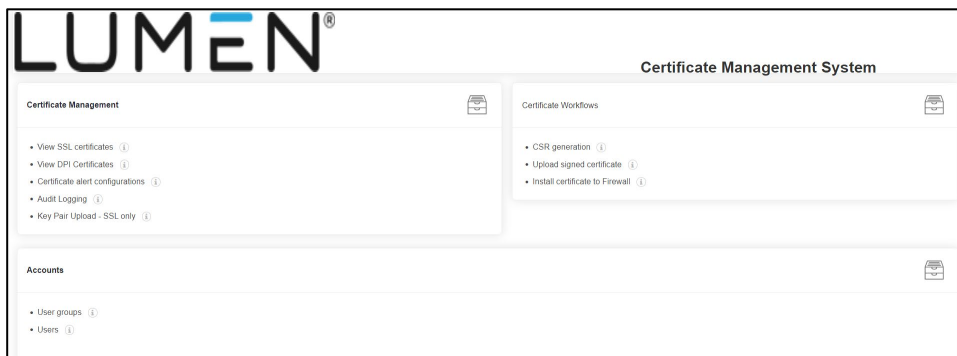 LUMEN®
Certificate Management System
Certificate Management
• View SSL certificates
• View DPI Certificates
• Certificate alert configurations
• Audit Logging
• Key Pair Upload - SSL only
Certificate Workflows
• CSR generation
• Upload signed certificate
• Install certificate to Firewall
Accounts
• User groups
• Users